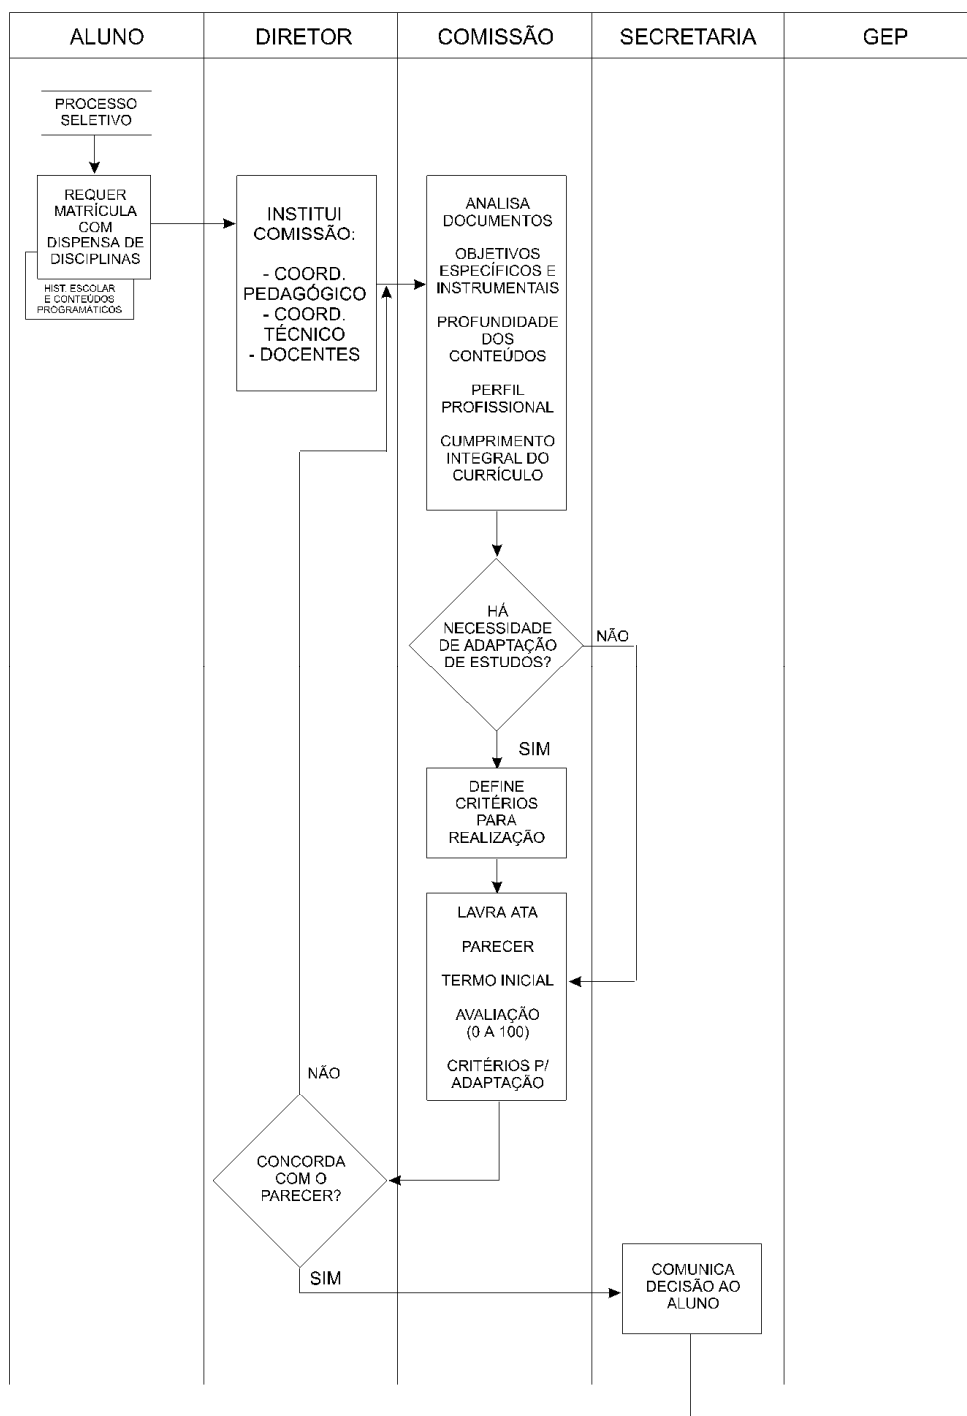 ALUNO
DIRETOR
COMISSÃO
SECRETARIA
GEP
PROCESSO
SELETIVO
REQUER
MATRÍCULA
COM
DISPENSA DE
DISCIPLINAS
HIST. ESCOLAR
E CONTEÚDOS
PROGRAMÁTICOS
INSTITUI
COMISSÃO:
- COORD.
PEDAGÓGICO
- COORD.
TÉCNICO
- DOCENTES
ANALISA
DOCUMENTOS
OBJETIVOS
ESPECÍFICOS E
INSTRUMENTAIS
PROFUNDIDADE
DOS
CONTEÚDOS
PERFIL
PROFISSIONAL
CUMPRIMENTO
INTEGRAL DO
CURRÍCULO
HÁ
NECESSIDADE
DE ADAPTAÇÃO
DE ESTUDOS?
NÃO
SIM
DEFINE
CRITÉRIOS
PARA
REALIZAÇÃO
LAVRA ATA
PARECER
TERMO INICIAL
AVALIAÇÃO
(0 A 100)
CRITÉRIOS P/
ADAPTAÇÃO
NÃO
CONCORDA
COM O
PARECER?
SIM
COMUNICA
DECISÃO AO
ALUNO